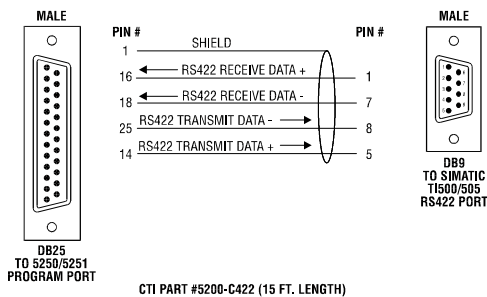 MALE
MALE
PIN #
PIN #
1
SHIELD
16
RS422 RECEIVE DATA +
1
18
RS422 RECEIVE DATA -
7
25
RS422 TRANSMIT DATA -
8
14
RS422 TRANSMIT DATA +
5
DB25
TO 5250/5251
PROGRAM PORT
DB9
TO SIMATIC
TI500/505
RS422 PORT
CTI PART #5200-C422 (15 FT. LENGTH)